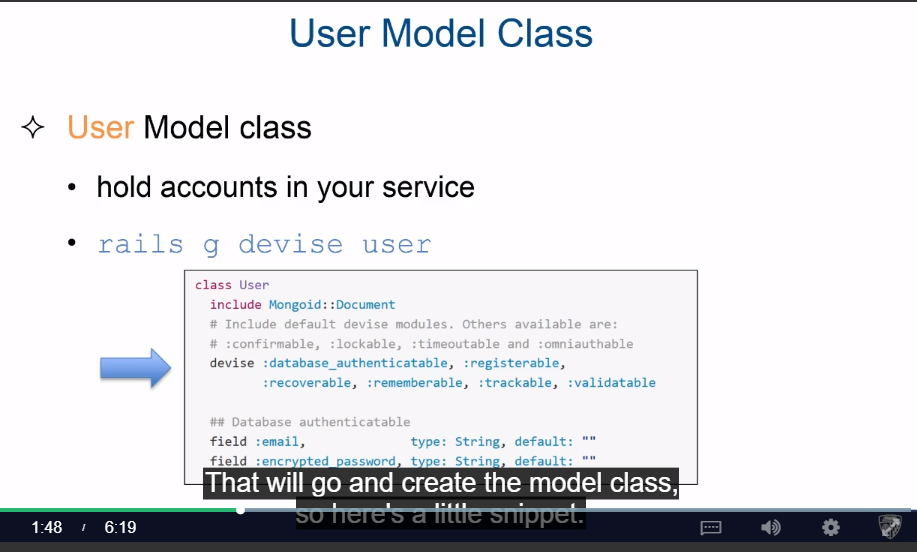 User Model Class
User Model class
• hold accounts in your service
• rails g devise user
class User
include Mongoid::Document
# Include default devise modules. Others available are:
# :confirmable, :lockable, :timeoutable and :omniauthable
devise :database_authenticatable, :registerable,
:recoverable, :rememberable, :trackable, :validatable
## Database authenticatable
field :email, type: String, default: ""
field :encrypted_password, type: String, default: ""
That will go and create the model class,
so here's a little snippet.
1:48 / 6:19